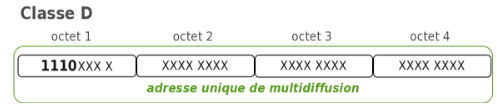 Classe D
octet 1 octet 2 octet 3 octet 4
1110XXX X XXXX XXXX XXXX XXXX XXXX XXXX
adresse unique de multidiffusion